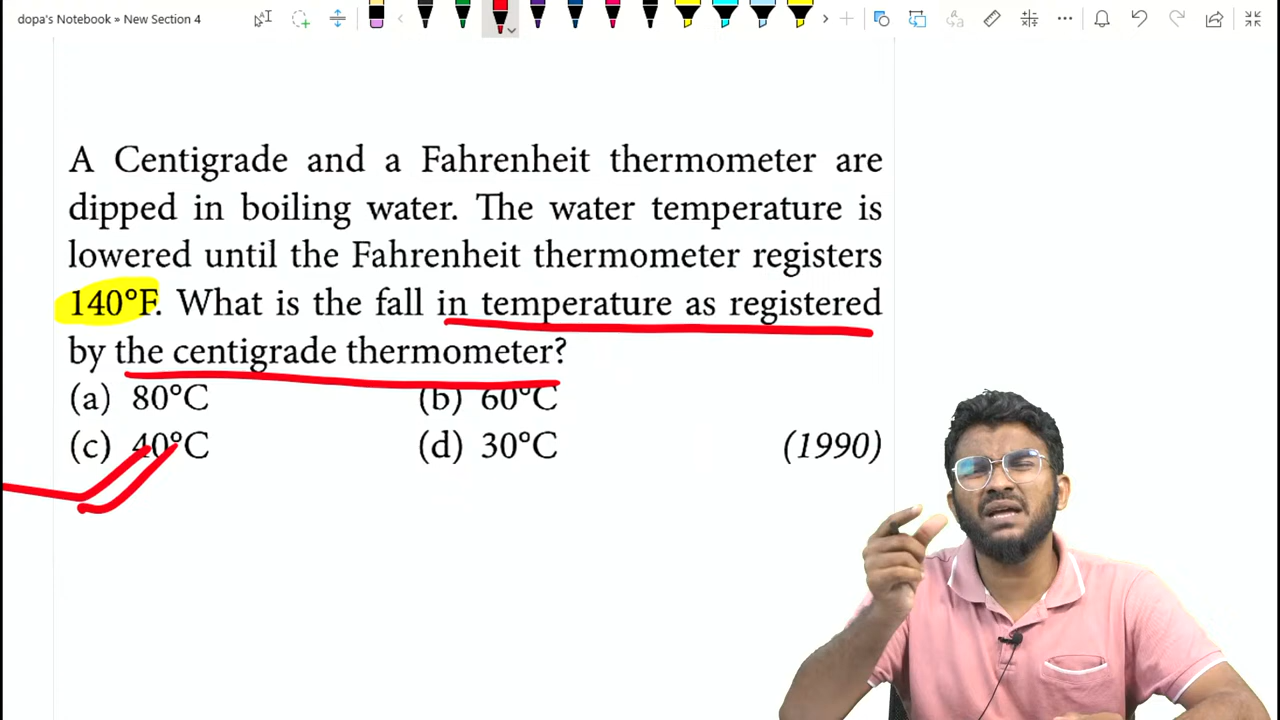 dopa's Notebook » New Section 4
A Centigrade and a Fahrenheit thermometer are
dipped in boiling water. The water temperature is
lowered until the Fahrenheit thermometer registers
140°F. What is the fall in temperature as registered
by the centigrade thermometer?
(a) 80°C (b) 60°C
(c) 40°C (d) 30°C (1990)